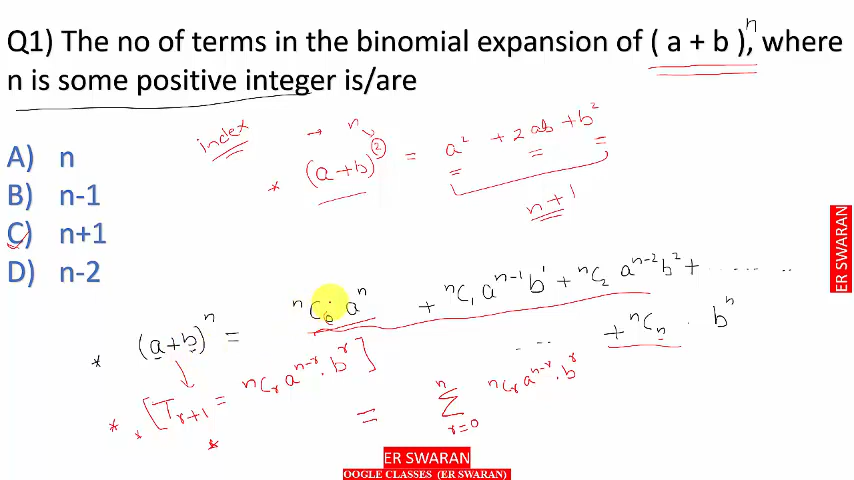 Q1) The no of terms in the binomial expansion of ( a + b )ⁿ, where
n is some positive integer is/are
A) n
B) n-1
C) n+1
D) n-2
index → n
* (a+b)² = a² + 2ab + b²
n+1
* (a+b)ⁿ = ⁿC₀ aⁿ + ⁿC₁ aⁿ⁻¹ b¹ + ⁿC₂ aⁿ⁻² b² + ....... ... + ⁿCₙ . bⁿ
* * [Tᵣ₊₁ = ⁿCᵣ aⁿ⁻ʳ . bʳ]
*
= Σ r=0 n ⁿCᵣ aⁿ⁻ʳ . bʳ
ER SWARAN
ER SWARAN
OOGLE CLASSES (ER SWARAN)